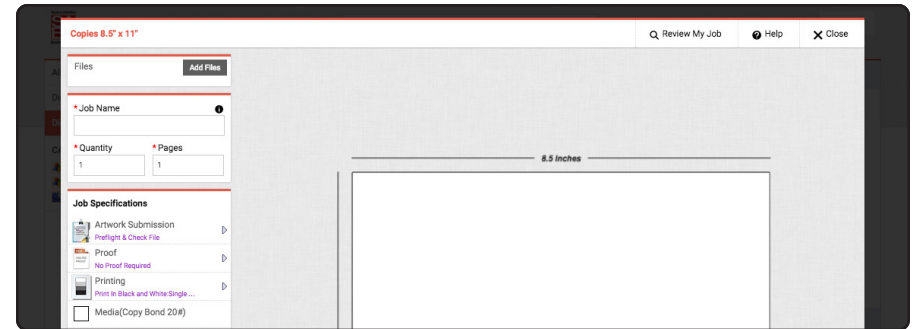 Copies 8.5" x 11"
Review My Job
Help
Close
Files
Add Files
* Job Name
* Quantity
* Pages
1
1
Job Specifications
Artwork Submission
Preflight & Check File
Proof
No Proof Required
Printing
Print In Black and White:Single ...
Media(Copy Bond 20#)
8.5 Inches